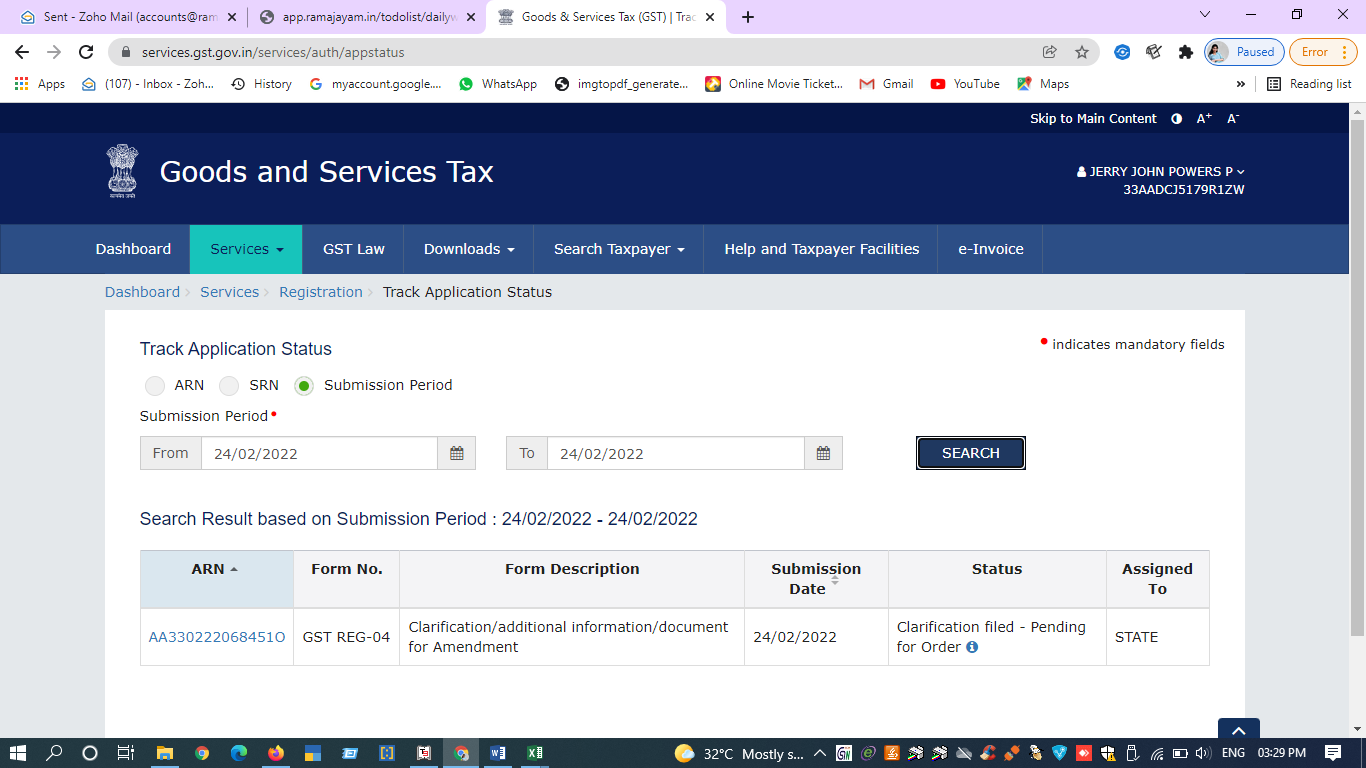 Sent - Zoho Mail (accounts@ram
app.ramajayam.in/todolist/dailyw
Goods & Services Tax (GST) | Trac
services.gst.gov.in/services/auth/appstatus
Paused
Error
Apps
(107) - Inbox - Zoh...
History
myaccount.google....
WhatsApp
imgtopdf_generate...
Online Movie Ticket...
Gmail
YouTube
Maps
Reading list
Skip to Main Content
A+
A-
Goods and Services Tax
JERRY JOHN POWERS P
33AADCJ5179R1ZW
Dashboard
Services
GST Law
Downloads
Search Taxpayer
Help and Taxpayer Facilities
e-Invoice
Dashboard > Services > Registration > Track Application Status
Track Application Status
• indicates mandatory fields
ARN
SRN
Submission Period
Submission Period •
From
24/02/2022
To
24/02/2022
SEARCH
Search Result based on Submission Period : 24/02/2022 - 24/02/2022
ARN
Form No.
Form Description
Submission
Date
Status
Assigned
To
AA330222068451O
GST REG-04
Clarification/additional information/document
for Amendment
24/02/2022
Clarification filed - Pending
for Order
STATE
32°C Mostly s...
ENG
03:29 PM